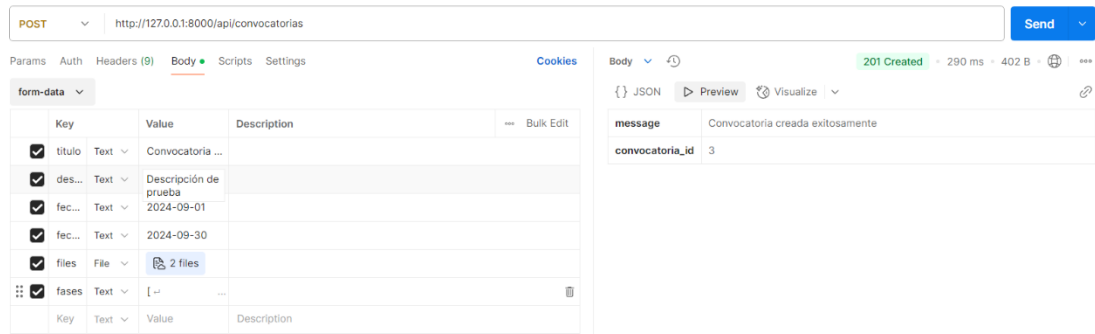 POST http://127.0.0.1:8000/api/convocatorias Send
Params Auth Headers (9) Body Scripts Settings Cookies
form-data
Key Value Description Bulk Edit
titulo Text Convocatoria ...
des... Text Descripción de prueba
fec... Text 2024-09-01
fec... Text 2024-09-30
files File 2 files
fases Text [ ↵ ...
Key Text Value Description
Body 201 Created 290 ms 402 B
{ } JSON Preview Visualize
message Convocatoria creada exitosamente
convocatoria_id 3